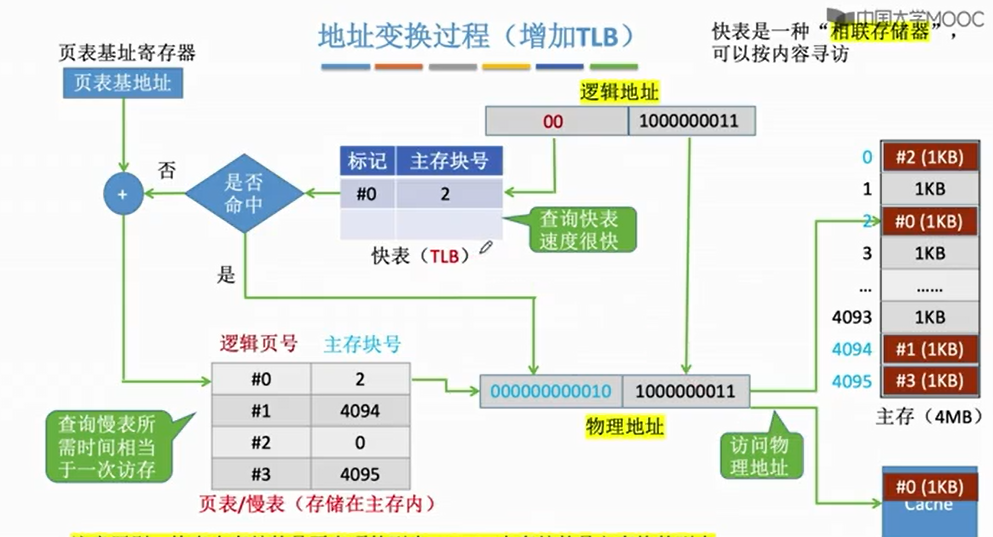 中国大学MOOC
地址变换过程（增加TLB）
快表是一种“相联存储器”，
可以按内容寻访
页表基址寄存器
页表基地址
逻辑地址
00 1000000011
否
+
是否
命中
标记 主存块号
#0 2
查询快表
速度很快
快表（TLB）
是
0 #2 (1KB)
1 1KB
2 #0 (1KB)
3 1KB
... ......
4093 1KB
4094 #1 (1KB)
4095 #3 (1KB)
主存（4MB）
逻辑页号 主存块号
#0 2
#1 4094
#2 0
#3 4095
页表/慢表（存储在主存内）
查询慢表所
需时间相当
于一次访存
000000000010 1000000011
物理地址
访问物
理地址
#0 (1KB)
Cache